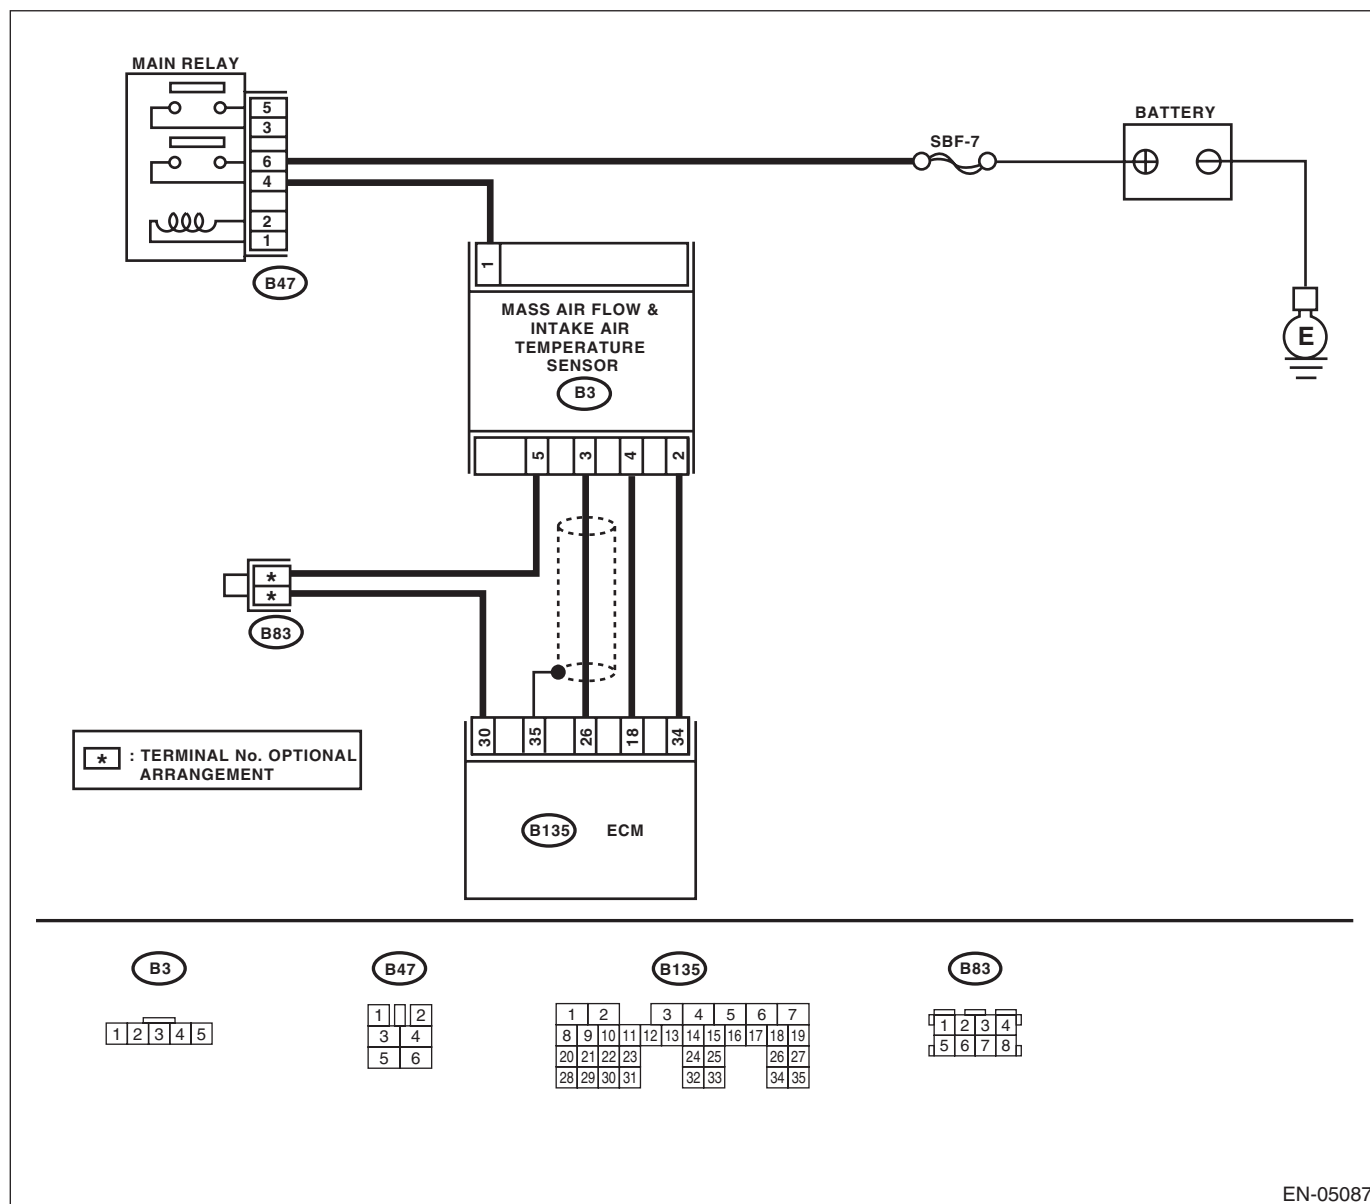 MAIN RELAY
5
3
6
4
2
1
B47
SBF-7
BATTERY
E
1
MASS AIR FLOW &
INTAKE AIR
TEMPERATURE
SENSOR
B3
5 3 4 2
*
*
B83
30 35 26 18 34
* : TERMINAL No. OPTIONAL
ARRANGEMENT
B135 ECM
B3
1 2 3 4 5
B47
1 2
3 4
5 6
B135
1 2 3 4 5 6 7
8 9 10 11 12 13 14 15 16 17 18 19
20 21 22 23 24 25 26 27
28 29 30 31 32 33 34 35
B83
1 2 3 4
5 6 7 8
EN-05087